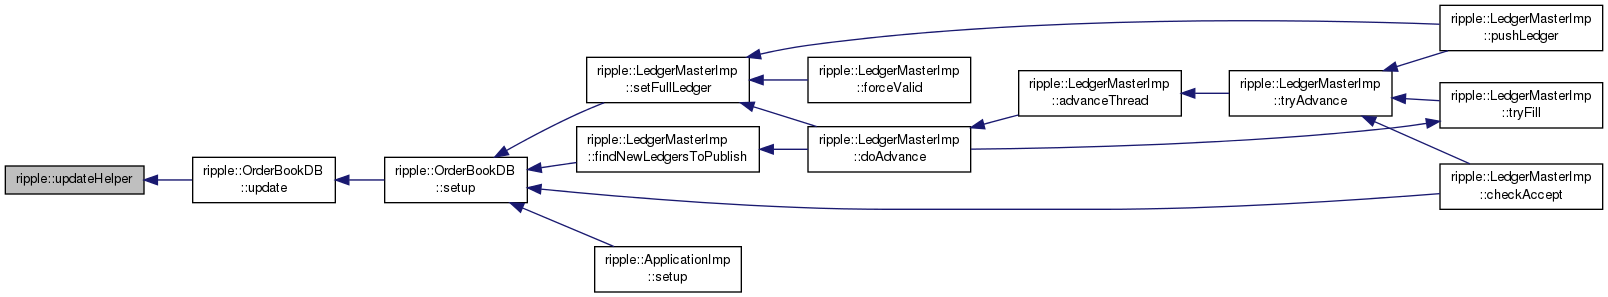 ripple::updateHelper
ripple::OrderBookDB
::update
ripple::OrderBookDB
::setup
ripple::LedgerMasterImp
::setFullLedger
ripple::LedgerMasterImp
::findNewLedgersToPublish
ripple::ApplicationImp
::setup
ripple::LedgerMasterImp
::forceValid
ripple::LedgerMasterImp
::doAdvance
ripple::LedgerMasterImp
::advanceThread
ripple::LedgerMasterImp
::tryAdvance
ripple::LedgerMasterImp
::pushLedger
ripple::LedgerMasterImp
::tryFill
ripple::LedgerMasterImp
::checkAccept